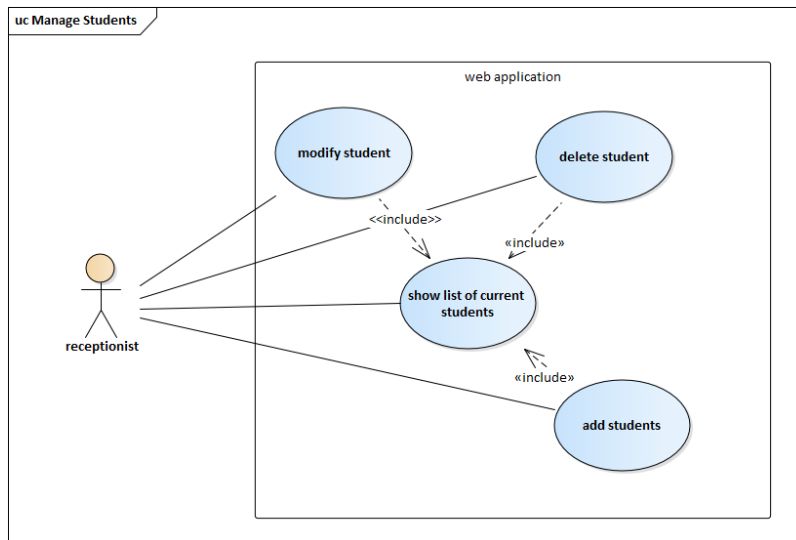 uc Manage Students
web application
modify student
delete student
<<include>>
«include»
show list of current
students
receptionist
«include»
add students